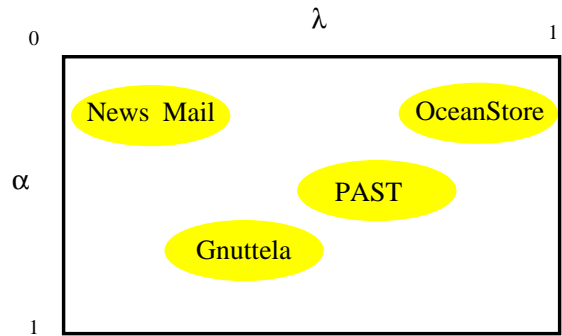 λ
0 1
News Mail OceanStore
α PAST
Gnuttela
1